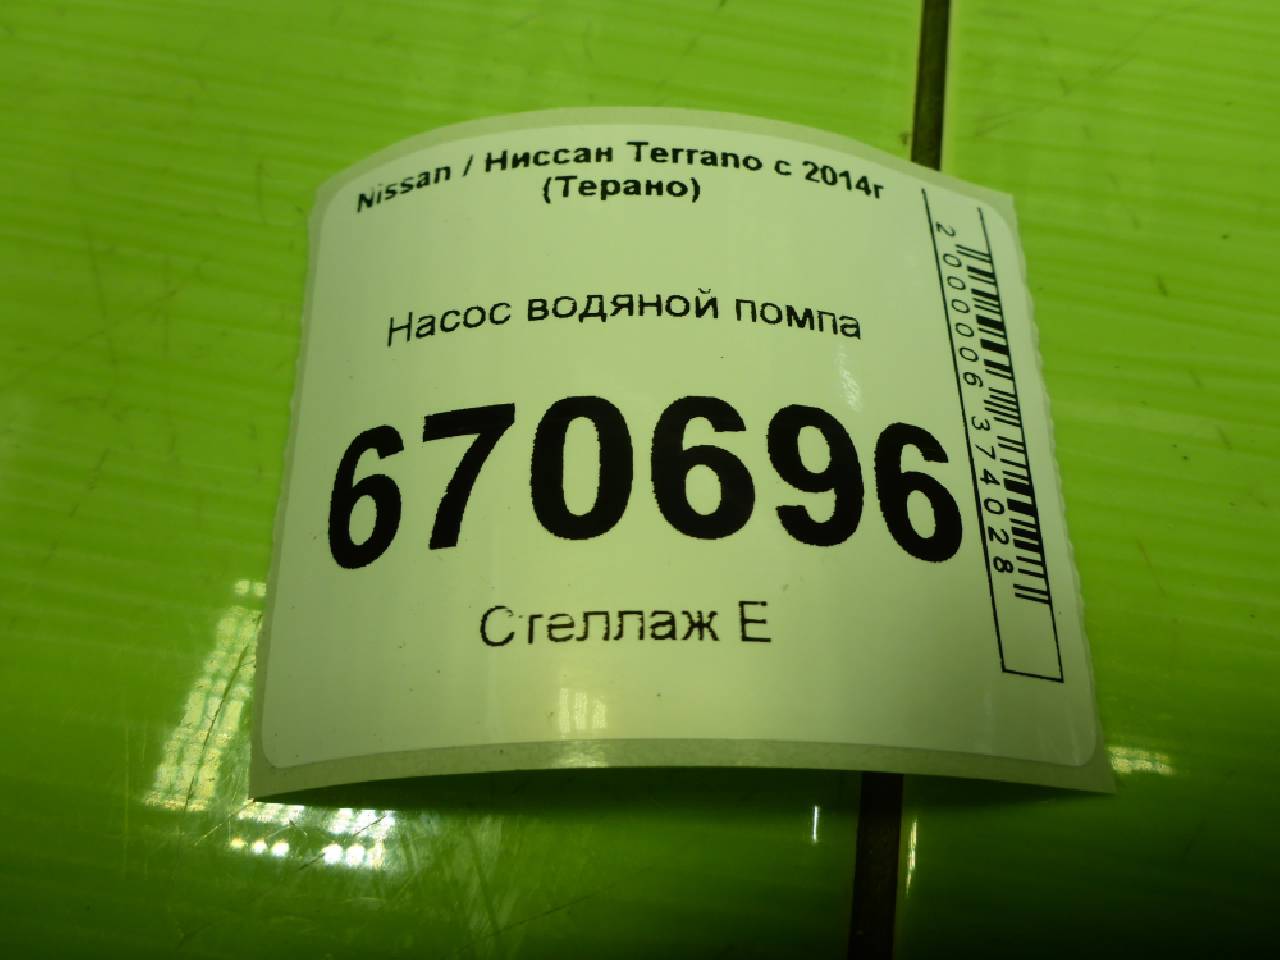 Nissan / Ниссан Terrano с 2014г
(Терано)
Насос водяной помпа
670696
Стеллаж Е
2000006374028